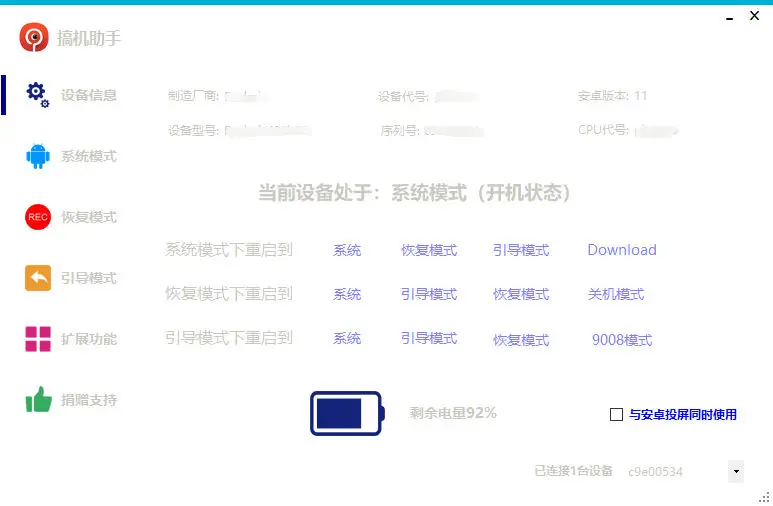 搞机助手
设备信息
制造厂商: 设备代号: 安卓版本: 11
设备型号: 序列号: CPU代号:
系统模式
当前设备处于：系统模式（开机状态）
REC 恢复模式
系统模式下重启到 系统 恢复模式 引导模式 Download
引导模式
恢复模式下重启到 系统 引导模式 恢复模式 关机模式
扩展功能
引导模式下重启到 系统 引导模式 恢复模式 9008模式
捐赠支持
剩余电量92% 与安卓投屏同时使用
已连接1台设备 c9e00534